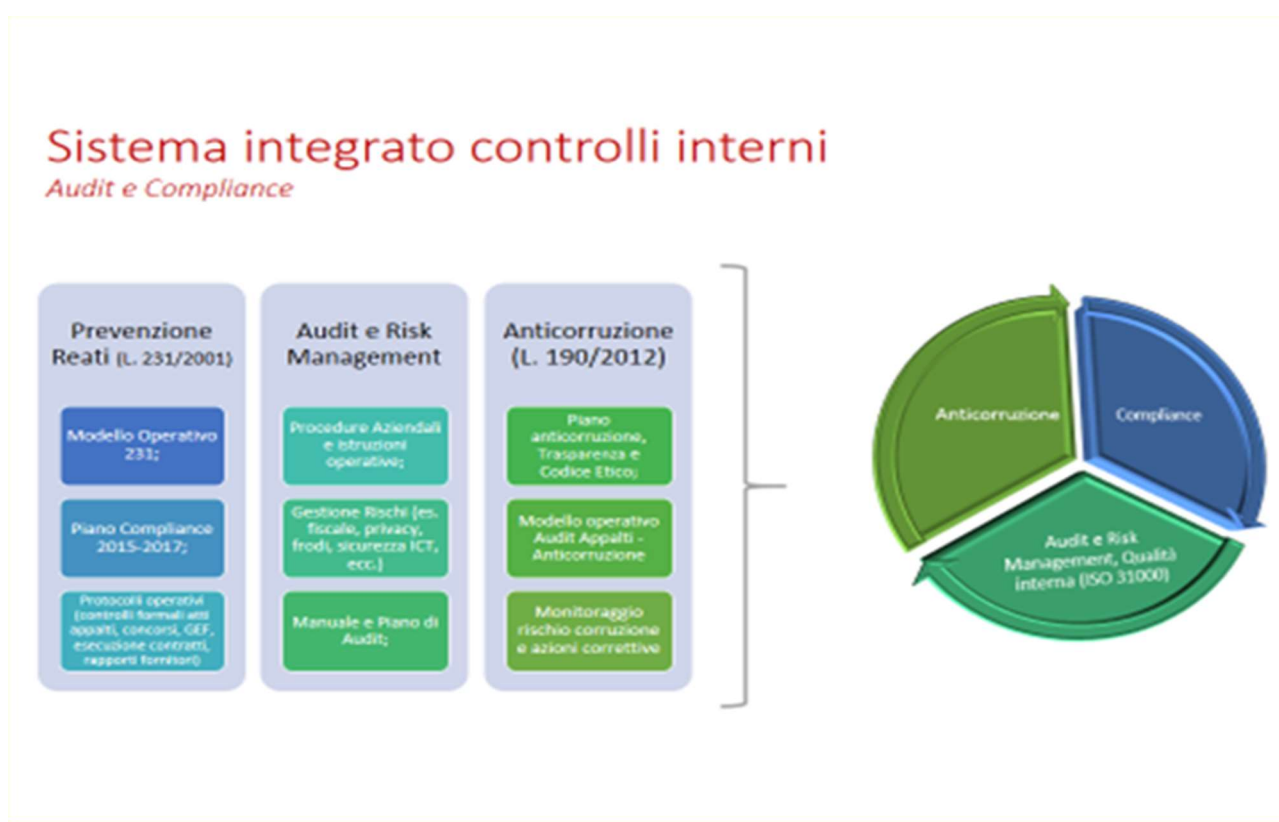 Sistema integrato controlli interni
Audit e Compliance
Prevenzione
Reati (L. 231/2001)
Modello Operativo
231;
Piano Compliance
2015-2017;
Protocolli operativi
(controlli formali atti
appalti, concorsi, GEF,
esecuzione contratti,
rapporti fornitori)
Audit e Risk
Management
Procedure Aziendali
e istruzioni
operative;
Gestione Rischi (es.
fiscale, privacy,
frodi, sicurezza ICT,
ecc.)
Manuale e Piano di
Audit;
Anticorruzione
(L. 190/2012)
Piano
anticorruzione,
Trasparenza e
Codice Etico;
Modello operativo
Audit Appalti -
Anticorruzione
Monitoraggio
rischio corruzione
e azioni correttive
Anticorruzione
Compliance
Audit e Risk
Management, Qualità
interna (ISO 31000)